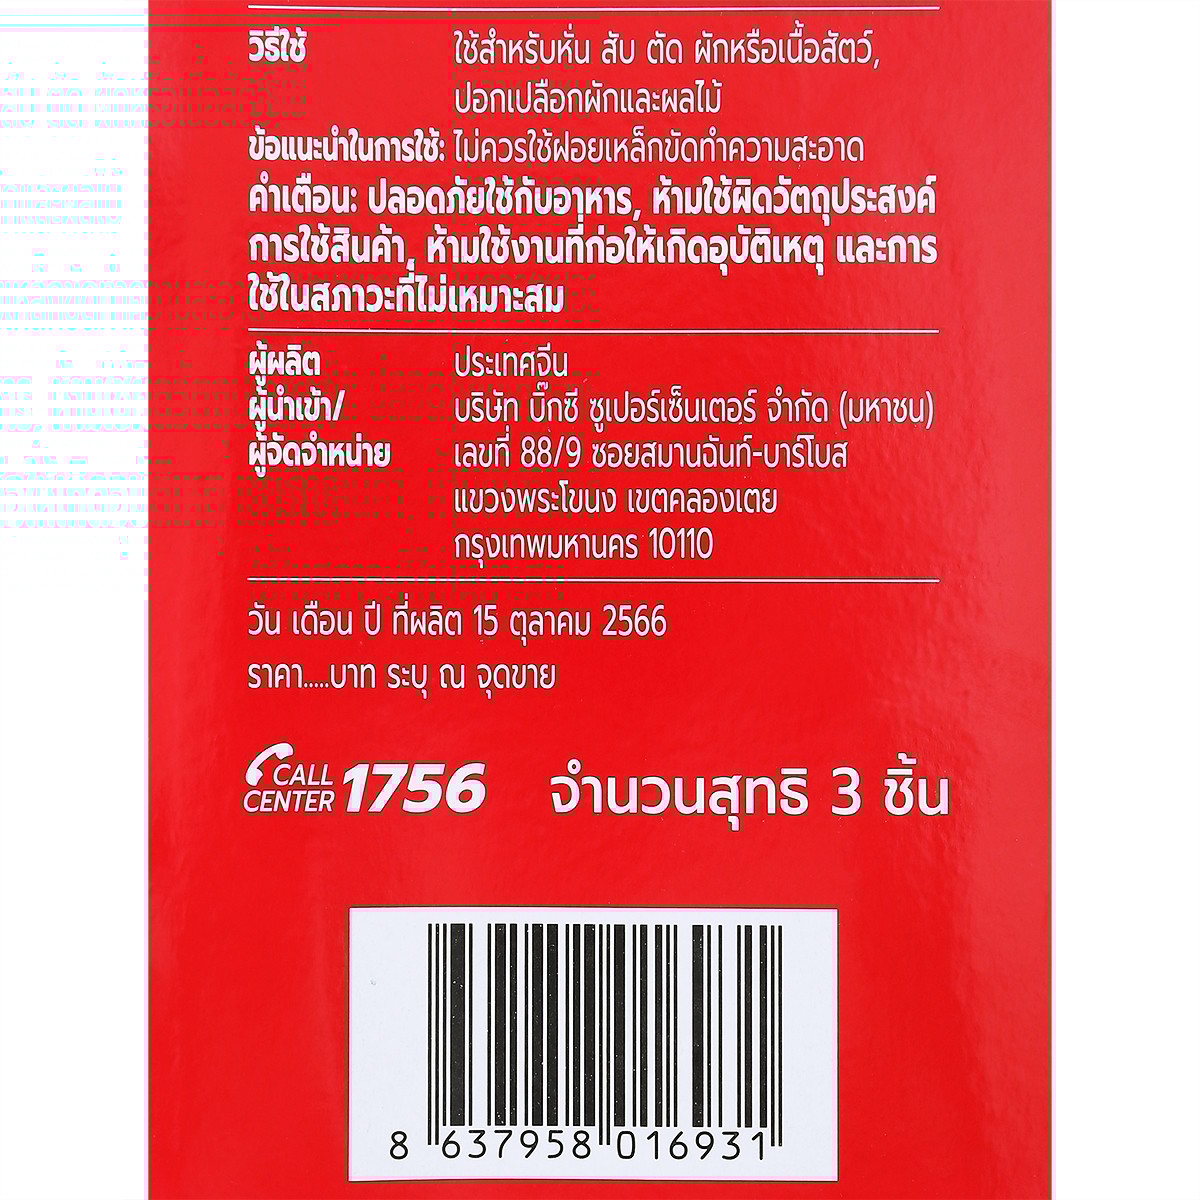 วิธีใช้ ใช้สำหรับหั่น สับ ตัด ผักหรือเนื้อสัตว์,
ปอกเปลือกผักและผลไม้
ข้อแนะนำในการใช้: ไม่ควรใช้ฝอยเหล็กขัดทำความสะอาด
คำเตือน: ปลอดภัยใช้กับอาหาร, ห้ามใช้ผิดวัตถุประสงค์
การใช้สินค้า, ห้ามใช้งานที่ก่อให้เกิดอุบัติเหตุ และการ
ใช้ในสภาวะที่ไม่เหมาะสม
ผู้ผลิต ประเทศจีน
ผู้นำเข้า/ บริษัท บิ๊กซี ซูเปอร์เซ็นเตอร์ จำกัด (มหาชน)
ผู้จัดจำหน่าย เลขที่ 88/9 ซอยสมานฉันท์-บาร์โบส
แขวงพระโขนง เขตคลองเตย
กรุงเทพมหานคร 10110
วัน เดือน ปี ที่ผลิต 15 ตุลาคม 2566
ราคา.....บาท ระบุ ณ จุดขาย
CALL CENTER 1756 จำนวนสุทธิ 3 ชิ้น
8 637958 016931